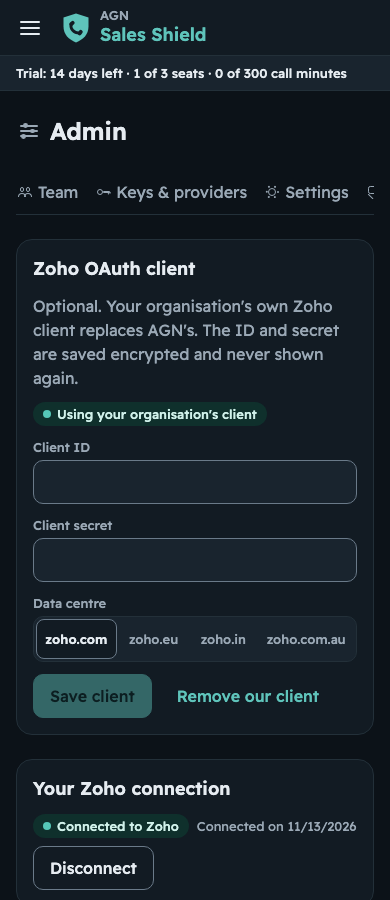 AGN
Sales Shield
Trial: 14 days left · 1 of 3 seats · 0 of 300 call minutes
Admin
Team
Keys & providers
Settings
Zoho OAuth client
Optional. Your organisation's own Zoho
client replaces AGN's. The ID and secret
are saved encrypted and never shown
again.
Using your organisation's client
Client ID
Client secret
Data centre
zoho.com
zoho.eu
zoho.in
zoho.com.au
Save client
Remove our client
Your Zoho connection
Connected to Zoho
Connected on 11/13/2026
Disconnect